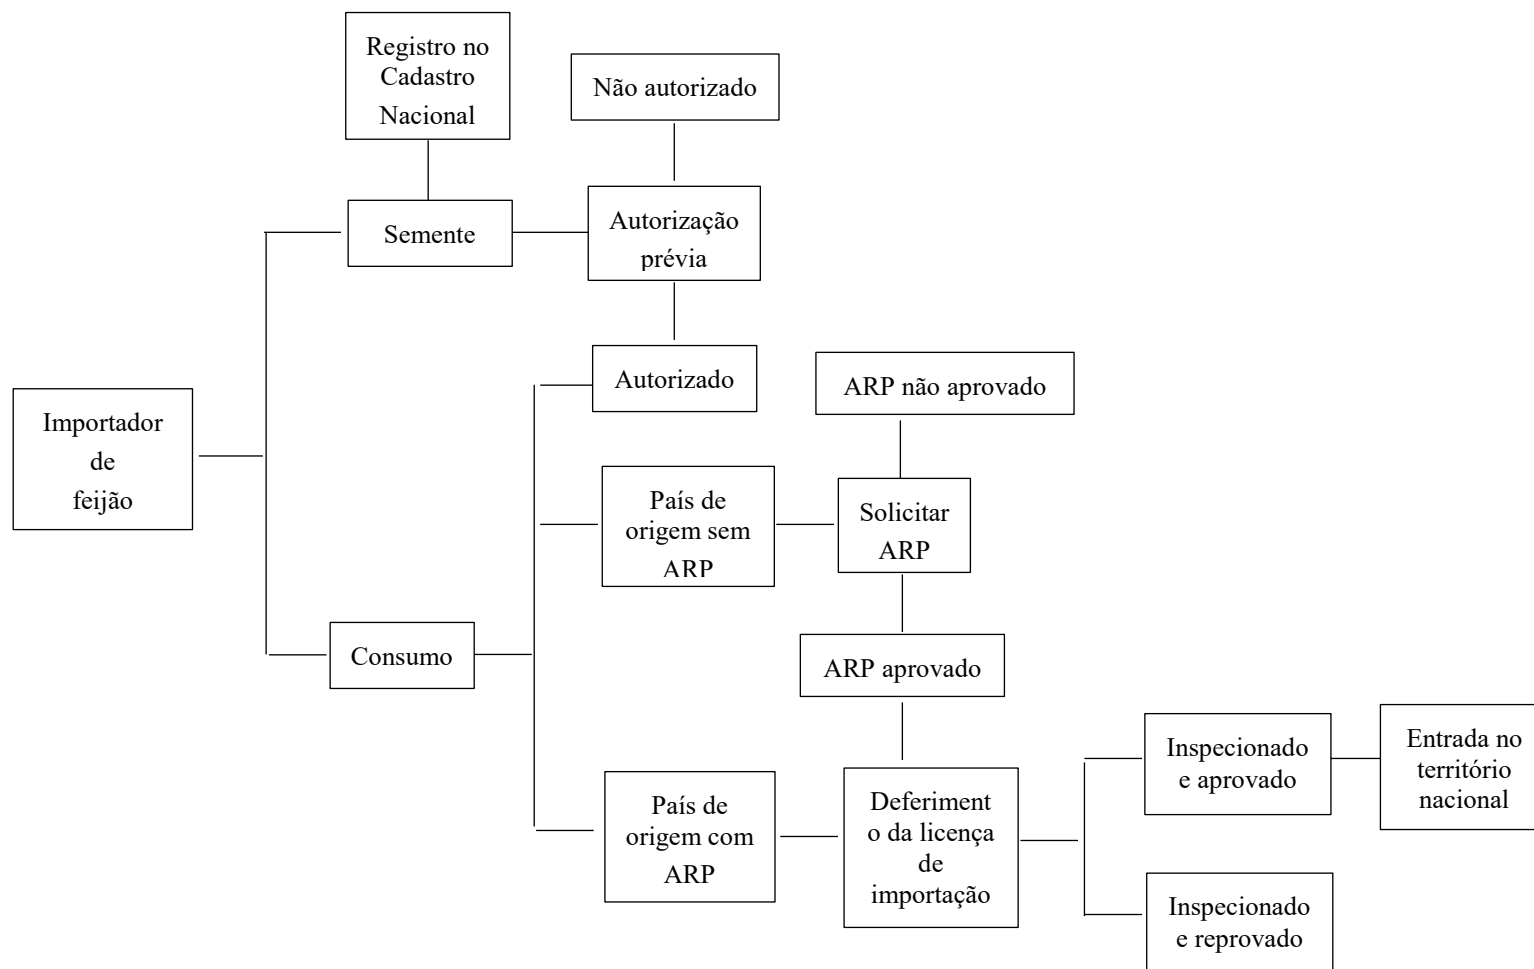 Registro no
Cadastro
Nacional
Não autorizado
Semente
Autorização
prévia
Autorizado
ARP não aprovado
Importador
de
feijão
País de
origem sem
ARP
Solicitar
ARP
Consumo
ARP aprovado
País de
origem com
ARP
Deferiment
o da licença
de
importação
Inspecionado
e aprovado
Entrada no
território
nacional
Inspecionado
e reprovado